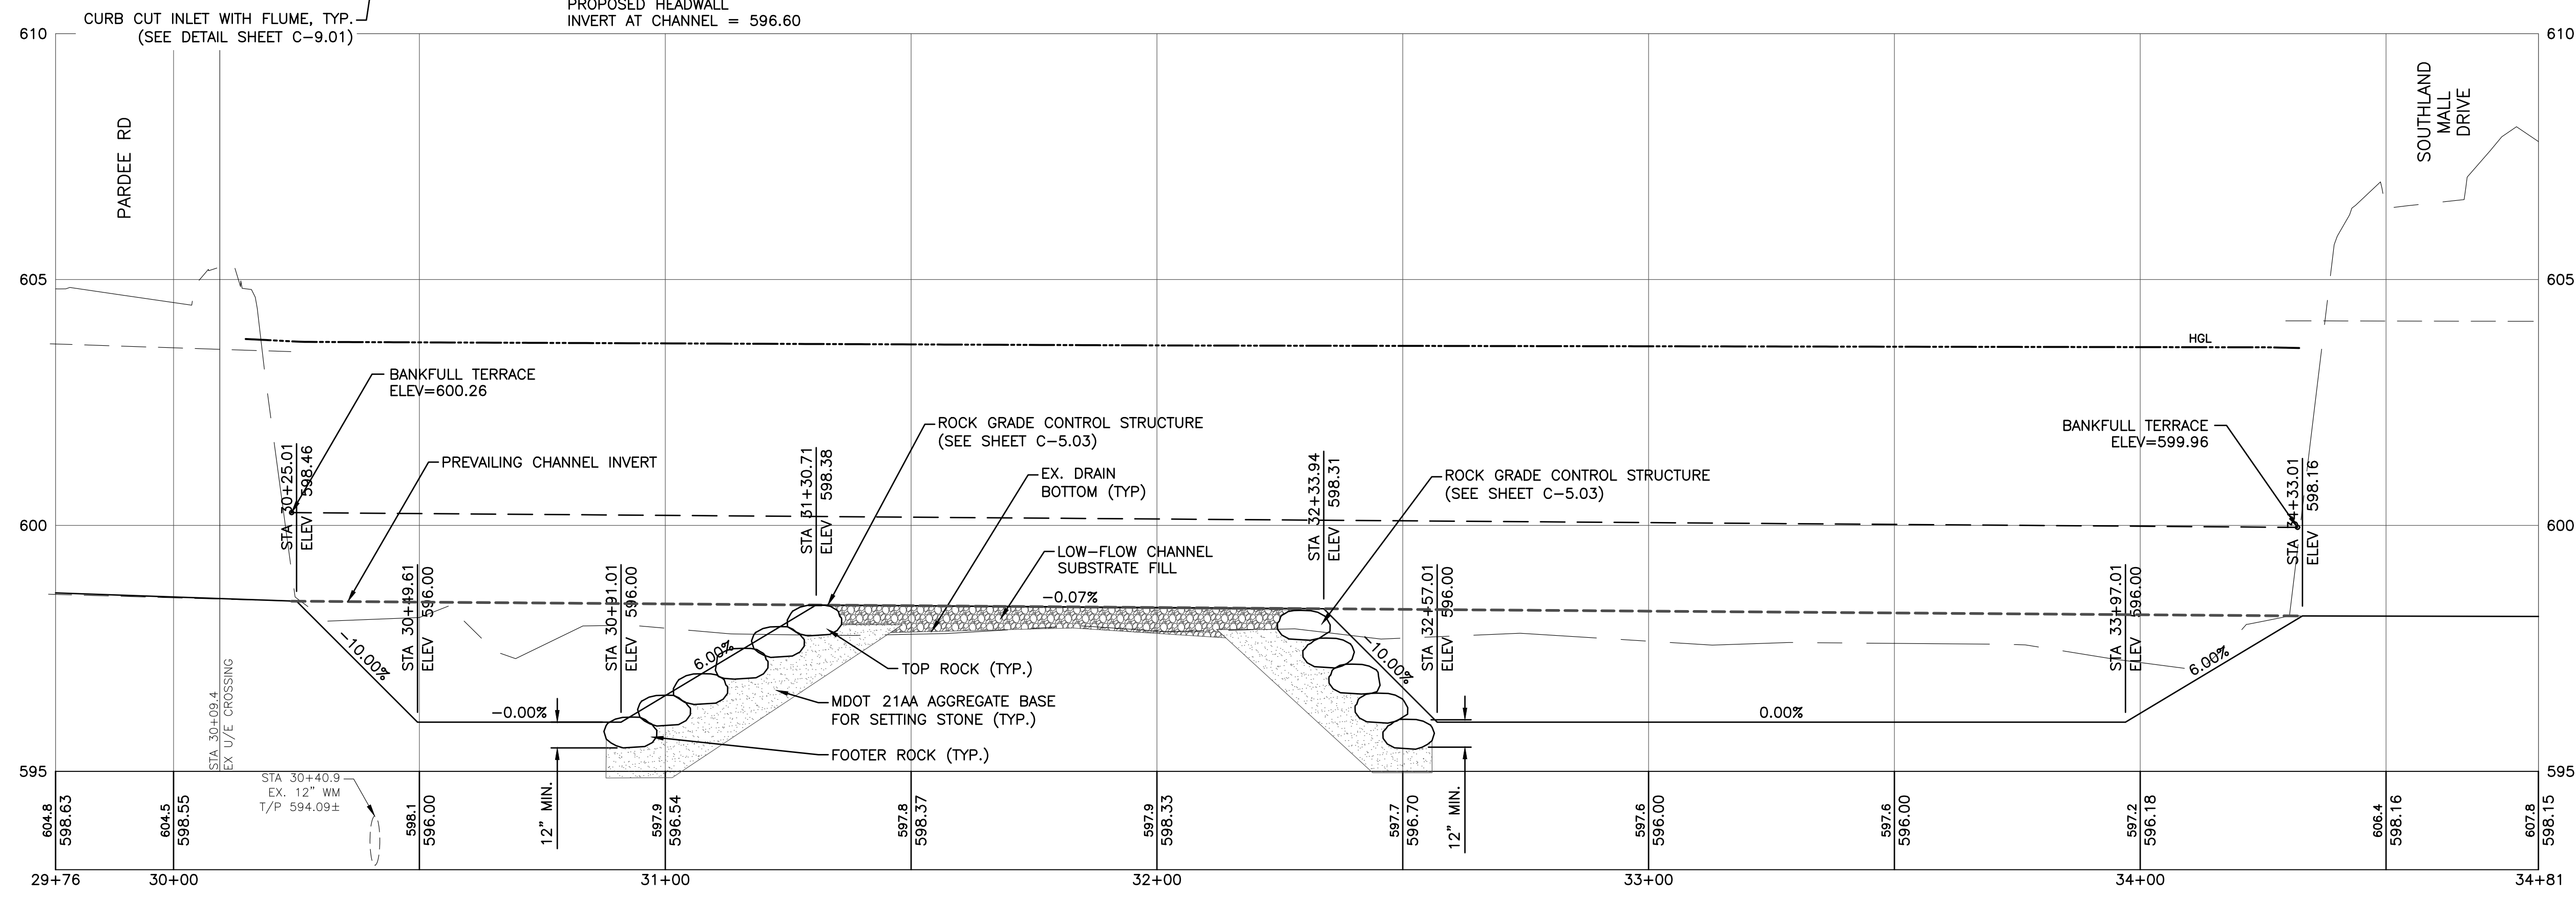 CURB CUT INLET WITH FLUME, TYP.
(SEE DETAIL SHEET C-9.01)
PROPOSED HEADWALL
INVERT AT CHANNEL = 596.60
610
610
PARDEE RD
SOUTHLAND
MALL
DRIVE
605
605
HGL
BANKFULL TERRACE
ELEV=600.26
ROCK GRADE CONTROL STRUCTURE
(SEE SHEET C-5.03)
BANKFULL TERRACE
ELEV=599.96
PREVAILING CHANNEL INVERT
EX. DRAIN
BOTTOM (TYP)
ROCK GRADE CONTROL STRUCTURE
(SEE SHEET C-5.03)
STA 30+25.01
ELEV 598.46
STA 31+30.71
ELEV 598.38
STA 32+33.94
ELEV 598.31
STA 34+33.01
ELEV 598.16
600
600
LOW-FLOW CHANNEL
SUBSTRATE FILL
-0.07%
STA 30+49.61
ELEV 596.00
STA 30+91.01
ELEV 596.00
STA 32+57.01
ELEV 596.00
STA 33+97.01
ELEV 596.00
-10.00%
6.00%
-10.00%
6.00%
TOP ROCK (TYP.)
MDOT 21AA AGGREGATE BASE
FOR SETTING STONE (TYP.)
-0.00%
0.00%
FOOTER ROCK (TYP.)
STA 30+09.4
EX U/E CROSSING
595
595
STA 30+40.9
EX. 12" WM
T/P 594.09±
12" MIN.
12" MIN.
604.8
598.63
604.5
598.55
598.1
596.00
597.9
596.54
597.8
598.37
597.9
598.33
597.7
596.70
597.6
596.00
597.6
596.00
597.2
596.18
606.4
598.16
607.8
598.15
29+76
30+00
31+00
32+00
33+00
34+00
34+81